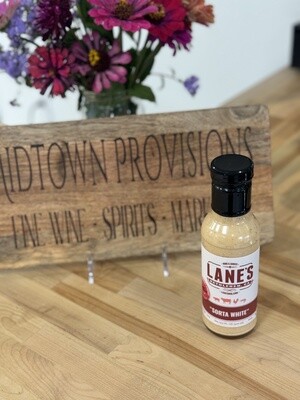 MIDTOWN PROVISIONS
FINE WINE · SPIRITS · MARK
LANE'S
"SORTA WHITE"